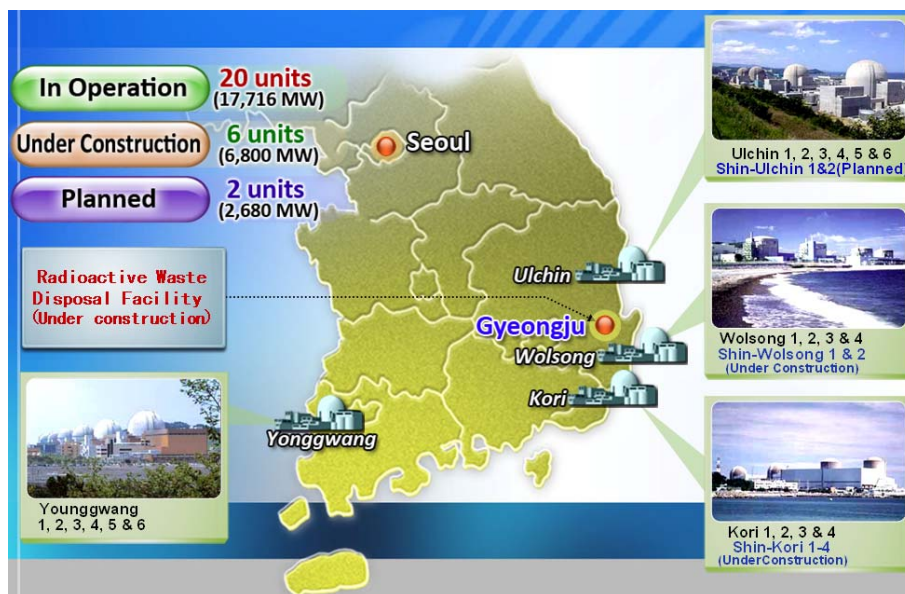 In Operation
20 units
(17,716 MW)
Under Construction
6 units
(6,800 MW)
Planned
2 units
(2,680 MW)
Seoul
Radioactive Waste
Disposal Facility
(Under construction)
Ulchin
Gyeongju
Wolsong
Kori
Yonggwang
Ulchin 1, 2, 3, 4, 5 & 6
Shin-Ulchin 1&2(Planned)
Wolsong 1, 2, 3 & 4
Shin-Wolsong 1 & 2
(Under Construction)
Younggwang
1, 2, 3, 4, 5 & 6
Kori 1, 2, 3 & 4
Shin-Kori 1-4
(UnderConstruction)